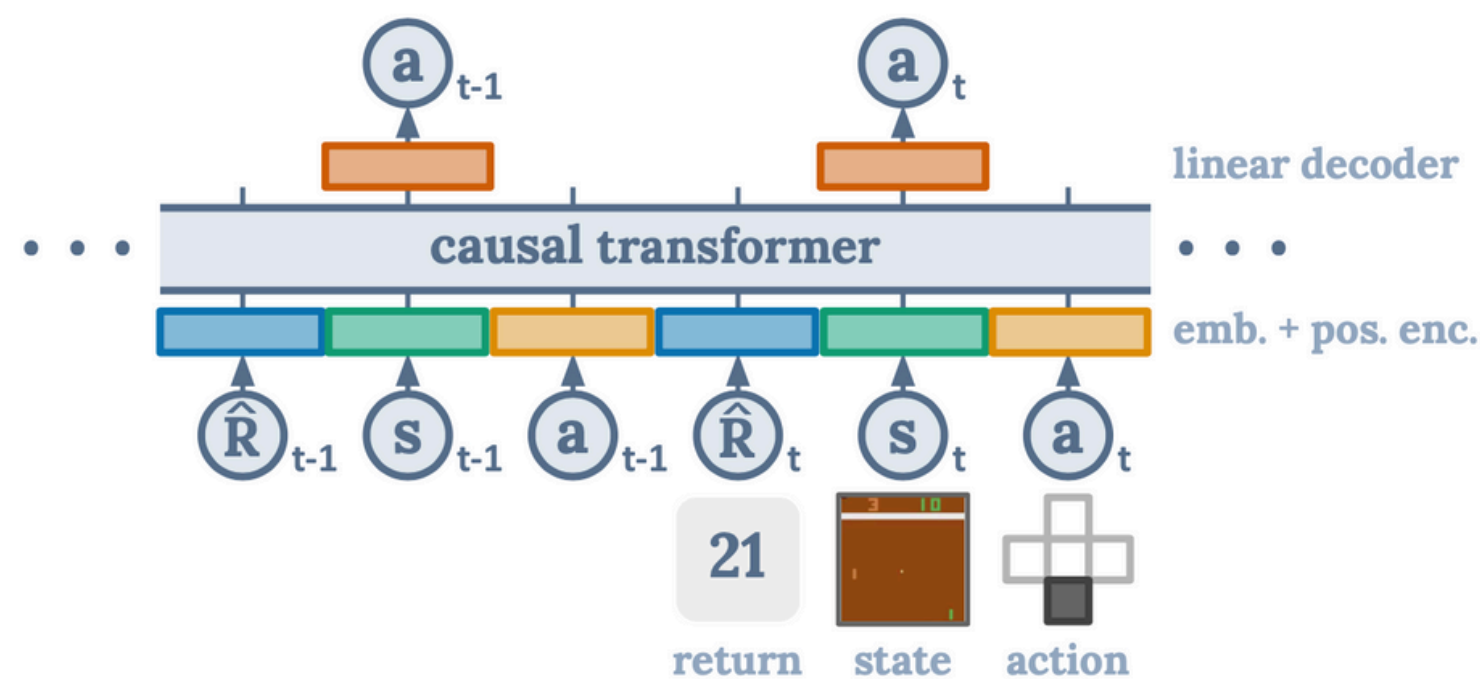 a t-1 a t
linear decoder
• • • causal transformer • • •
emb. + pos. enc.
R̂ t-1 s t-1 a t-1 R̂ t s t a t
3 10
21
return state action